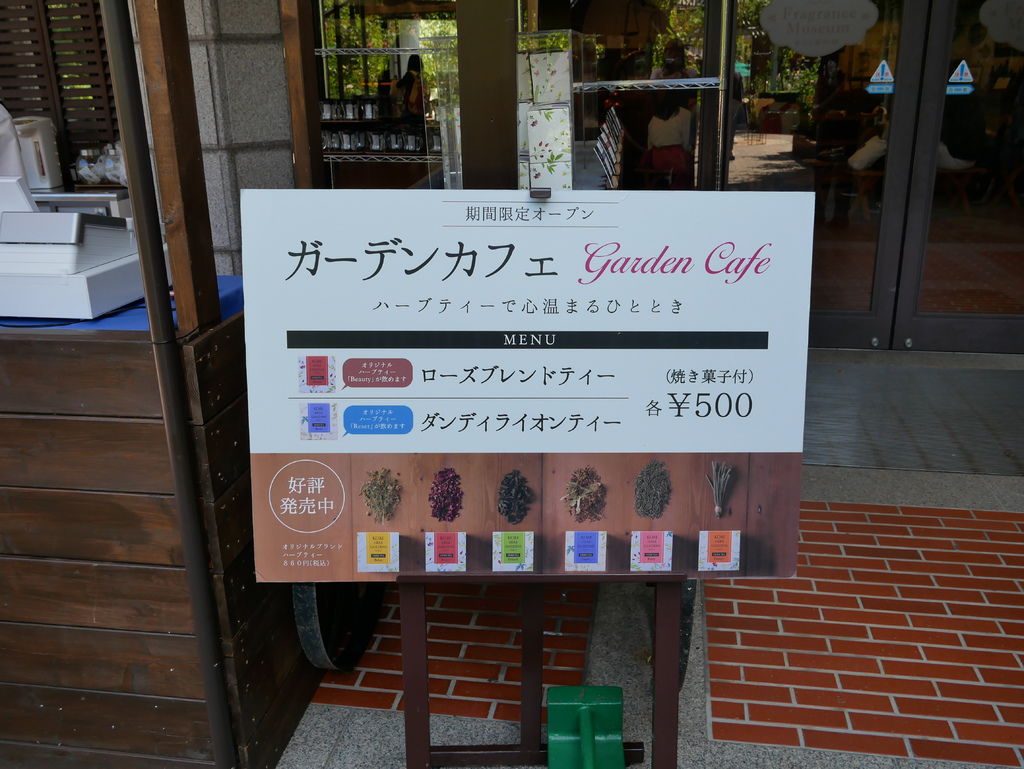 Fragrance
Museum
期間限定オープン
ガーデンカフェ Garden Cafe
ハーブティーで心温まるひととき
MENU
オリジナル
ハーブティー
「Beauty」が飲めます
ローズブレンドティー
(焼き菓子付)
各 ¥500
オリジナル
ハーブティー
「Reset」が飲めます
ダンディライオンティー
好評
発売中
オリジナルブランド
ハーブティー
860円(税込)